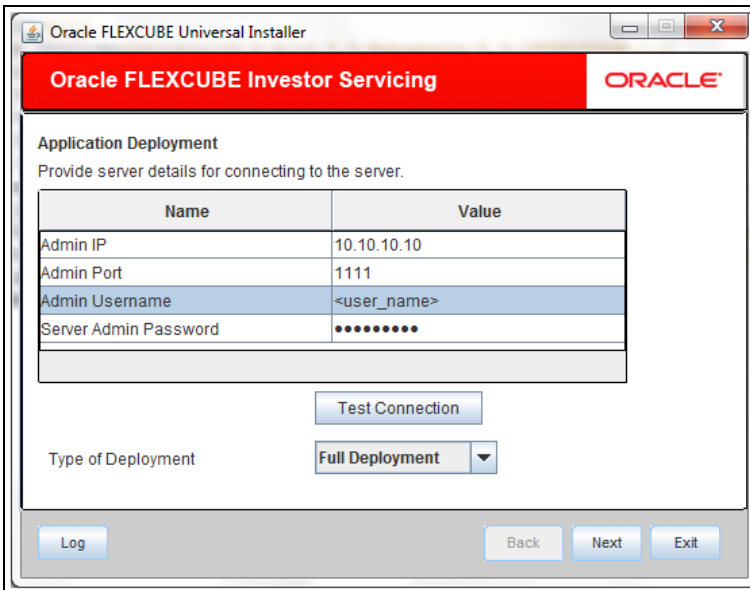 Oracle FLEXCUBE Universal Installer
Oracle FLEXCUBE Investor Servicing
ORACLE
Application Deployment
Provide server details for connecting to the server.
Name Value
Admin IP 10.10.10.10
Admin Port 1111
Admin Username <user_name>
Server Admin Password •••••••••
Test Connection
Type of Deployment Full Deployment
Log Back Next Exit